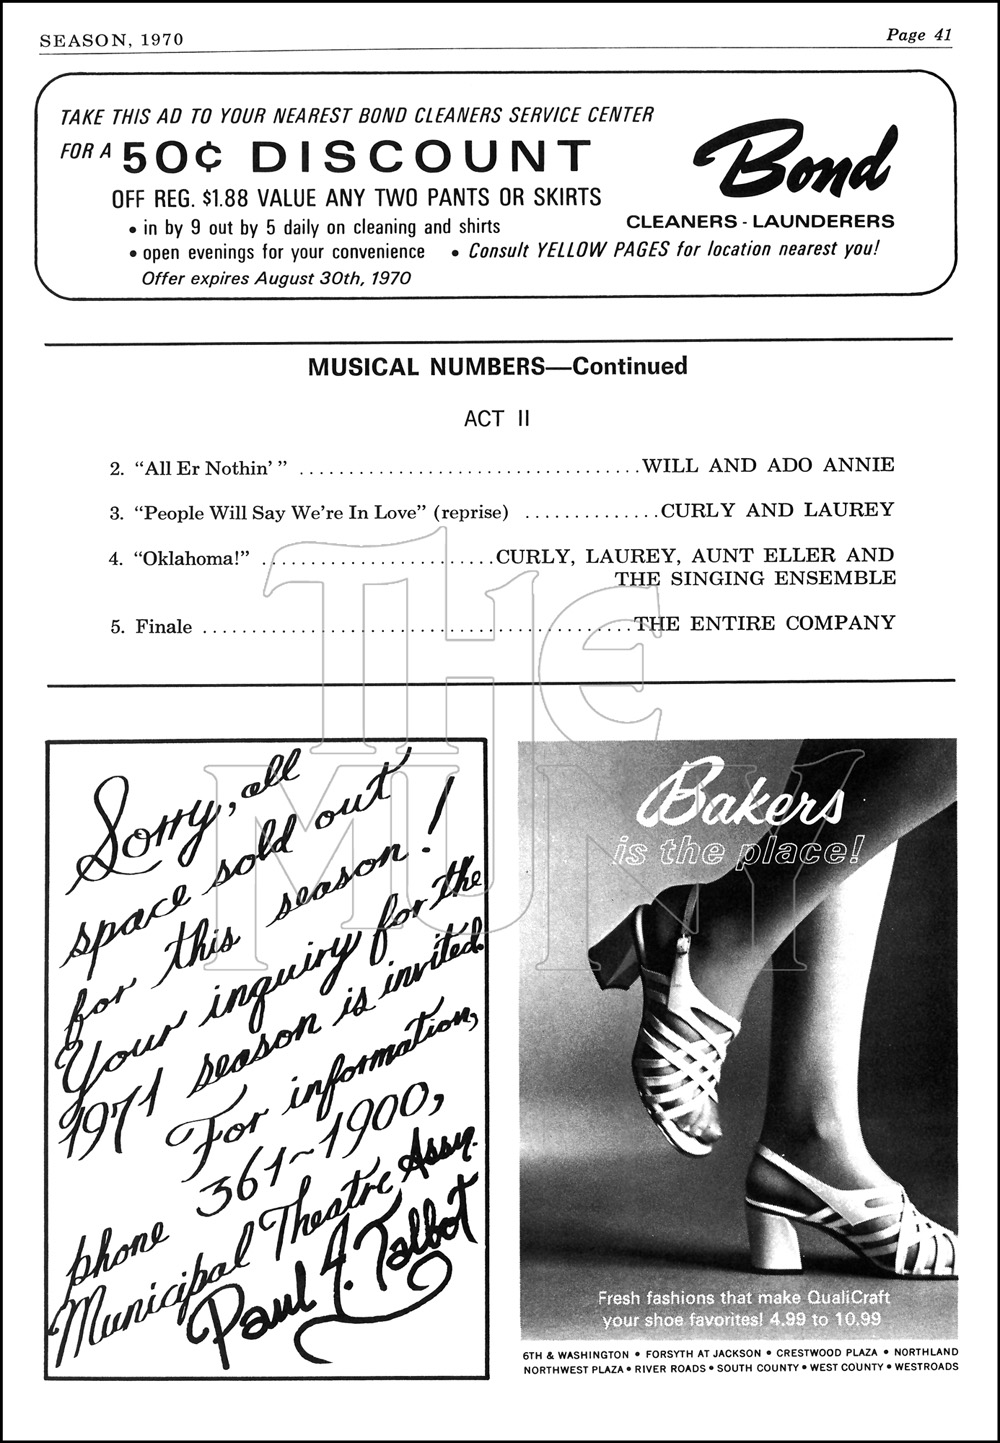 SEASON, 1970
Page 41
TAKE THIS AD TO YOUR NEAREST BOND CLEANERS SERVICE CENTER
FOR A 50¢ DISCOUNT
OFF REG. $1.88 VALUE ANY TWO PANTS OR SKIRTS
• in by 9 out by 5 daily on cleaning and shirts
• open evenings for your convenience • Consult YELLOW PAGES for location nearest you!
Offer expires August 30th, 1970
Bond
CLEANERS - LAUNDERERS
MUSICAL NUMBERS—Continued
ACT II
2. “All Er Nothin’ ” .................................. WILL AND ADO ANNIE
3. “People Will Say We’re In Love” (reprise) .............. CURLY AND LAUREY
4. “Oklahoma!” ........................ CURLY, LAUREY, AUNT ELLER AND
THE SINGING ENSEMBLE
5. Finale ........................................... THE ENTIRE COMPANY
THE
MUNY
Sorry, all
space sold out
for this season!
Your inquiry for the
1971 season is invited.
For information,
phone 361-1900,
Municipal Theatre Assn.
Paul J. Talbot
Bakers
is the place!
Fresh fashions that make QualiCraft
your shoe favorites! 4.99 to 10.99
6TH & WASHINGTON • FORSYTH AT JACKSON • CRESTWOOD PLAZA • NORTHLAND
NORTHWEST PLAZA • RIVER ROADS • SOUTH COUNTY • WEST COUNTY • WESTROADS